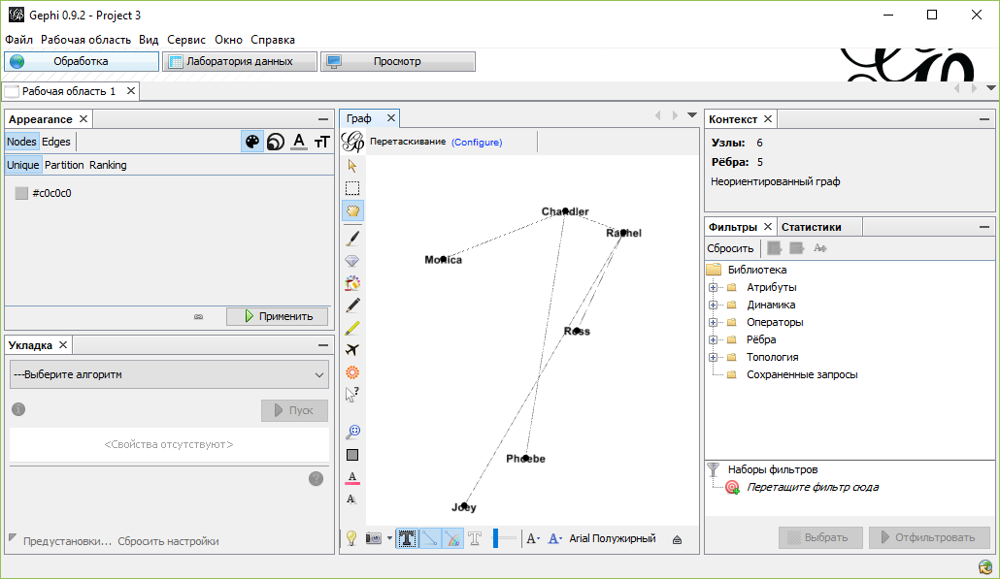 Gephi 0.9.2 - Project 3
Файл Рабочая область Вид Сервис Окно Справка
Обработка Лаборатория данных Просмотр
Рабочая область 1
Appearance
Nodes Edges
Unique Partition Ranking
#c0c0c0
Применить
Укладка
---Выберите алгоритм
Пуск
<Свойства отсутствуют>
Предустановки... Сбросить настройки
Граф
Перетаскивание (Configure)
Chandler
Rachel
Monica
Ross
Phoebe
Joey
Arial Полужирный
Контекст
Узлы: 6
Рёбра: 5
Неориентированный граф
Фильтры Статистики
Сбросить
Библиотека
Атрибуты
Динамика
Операторы
Рёбра
Топология
Сохраненные запросы
Наборы фильтров
Перетащите фильтр сюда
Выбрать Отфильтровать